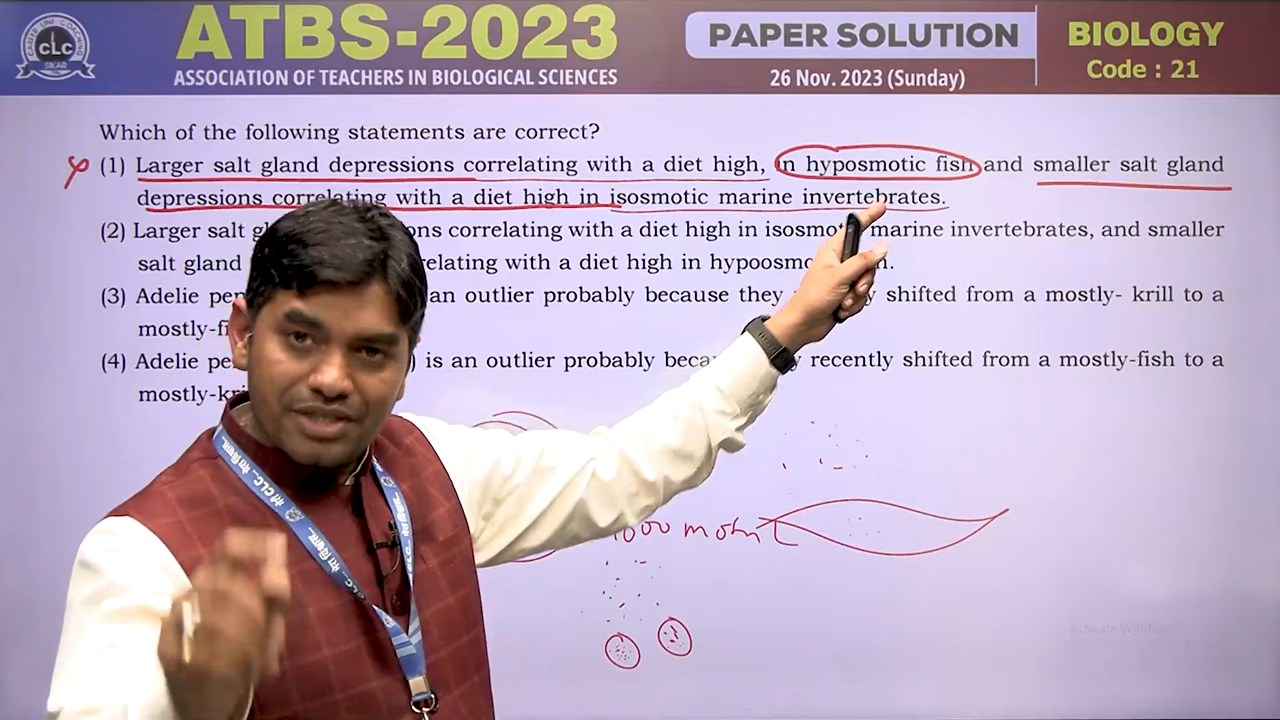 CLC
SIKAR
ATBS-2023
ASSOCIATION OF TEACHERS IN BIOLOGICAL SCIENCES
PAPER SOLUTION
26 Nov. 2023 (Sunday)
BIOLOGY
Code : 21
Which of the following statements are correct?
(1) Larger salt gland depressions correlating with a diet high, in hyposmotic fish and smaller salt gland
depressions correlating with a diet high in isosmotic marine invertebrates.
(2) Larger salt ons correlating with a diet high in isosmo marine invertebrates, and smaller
salt gland relating with a diet high in hypoosmo
(3) Adelie pen an outlier probably because they shifted from a mostly- krill to a
mostly-fi
(4) Adelie pe ) is an outlier probably beca recently shifted from a mostly-fish to a
mostly-kr
Activate Windows